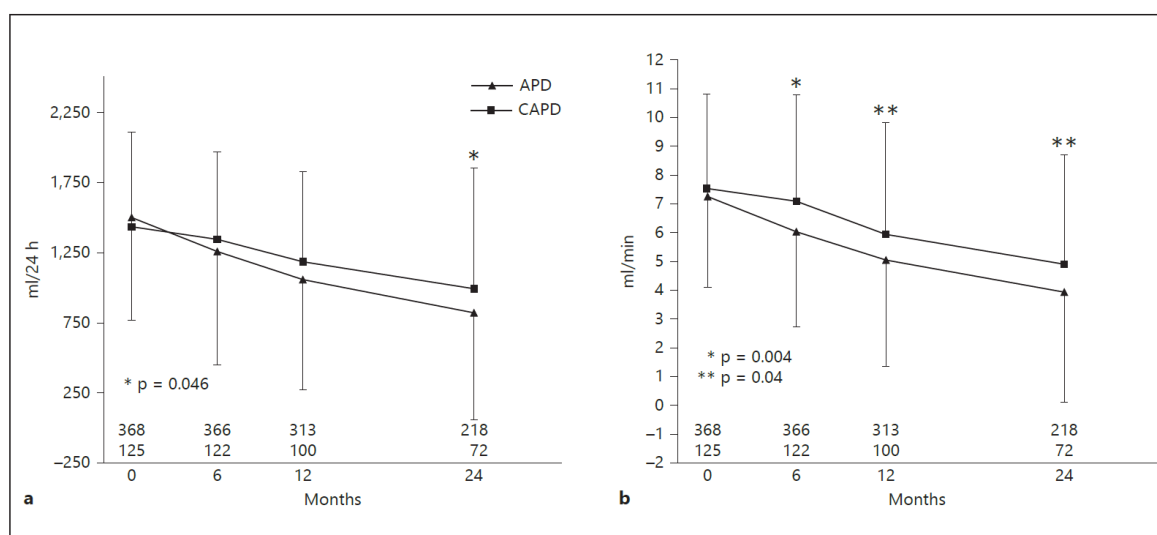 APD
CAPD
2,250
1,750
1,250
750
250
–250
ml/24 h
*
* p = 0.046
368 366 313 218
125 122 100 72
0 6 12 24
Months
a
12
11
10
9
8
7
6
5
4
3
2
1
0
–1
–2
ml/min
* ** **
* p = 0.004
** p = 0.04
368 366 313 218
125 122 100 72
0 6 12 24
Months
b